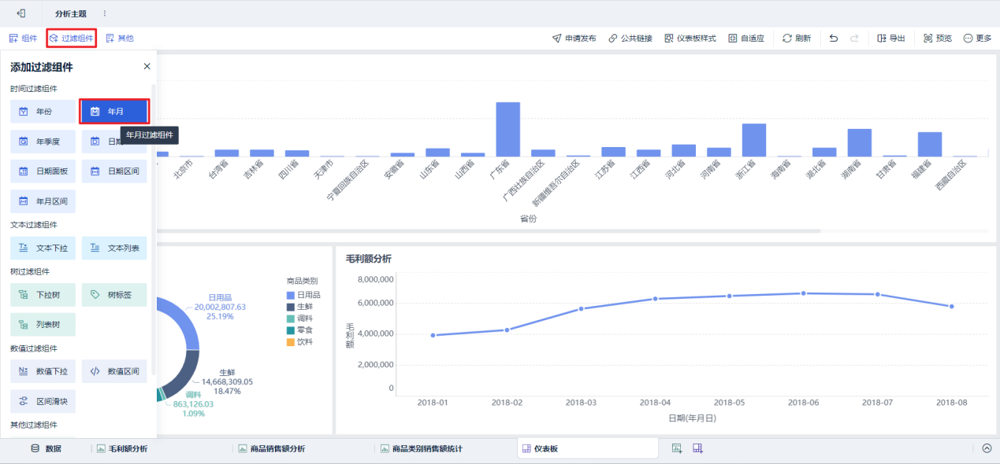 分析主题
组件 过滤组件 其他
申请发布 公共链接 仪表板样式 自适应 刷新 导出 预览 更多
添加过滤组件
时间过滤组件
年份 年月
年月过滤组件
年季度 日期
日期面板 日期区间
年月区间
文本过滤组件
文本下拉 文本列表
树过滤组件
下拉树 树标签
列表树
数值过滤组件
数值下拉 数值区间
区间滑块
其他过滤组件
北京市 台湾省 吉林省 四川省 天津市 宁夏回族自治区 安徽省 山东省 山西省 广东省 广西壮族自治区 新疆维吾尔自治区 江苏省 江西省 河北省 河南省 浙江省 海南省 湖北省 湖南省 甘肃省 福建省 西藏自治区
省份
商品类别
日用品
生鲜
调料
零食
饮料
日用品
20,002,807.63
25.19%
生鲜
14,668,309.05
18.47%
调料
863,126.03
1.09%
毛利额分析
毛利额
8,000,000
6,000,000
4,000,000
2,000,000
0
2018-01 2018-02 2018-03 2018-04 2018-05 2018-06 2018-07 2018-08
日期(年月日)
数据 毛利额分析 商品销售额分析 商品类别销售额统计 仪表板